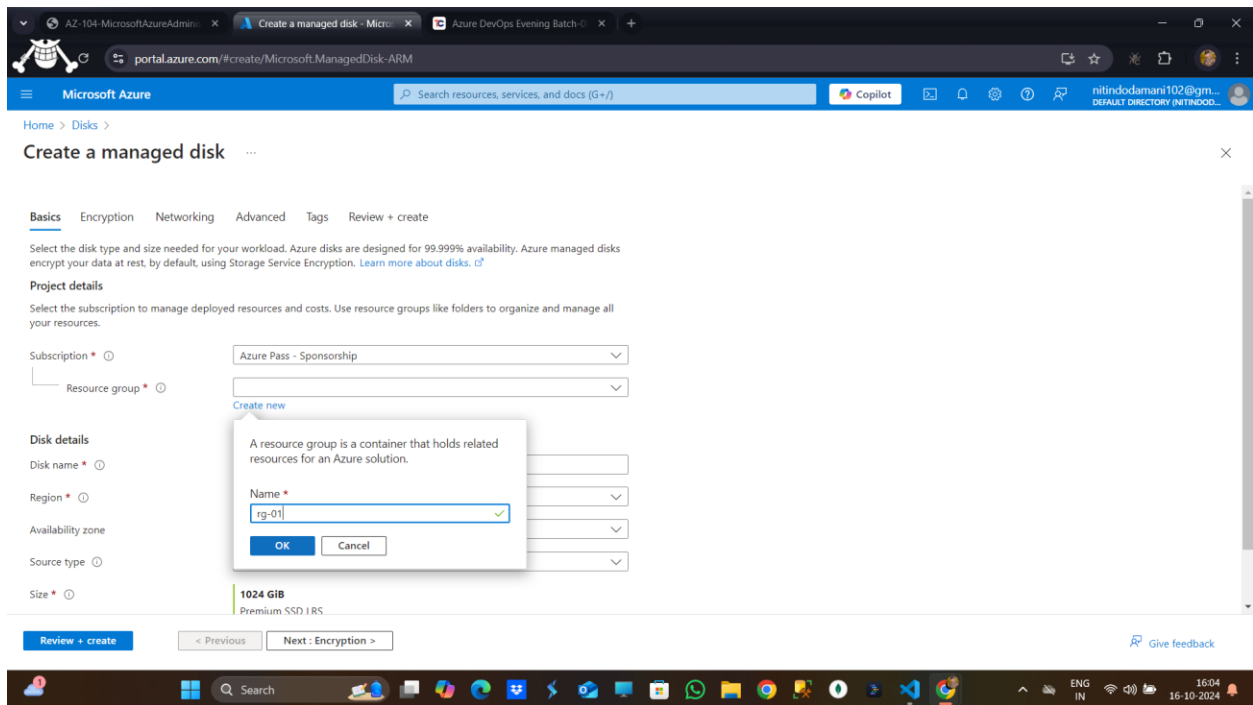 AZ-104-MicrosoftAzureAdmin
Create a managed disk - Micro
Azure DevOps Evening Batch-0
portal.azure.com/#create/Microsoft.ManagedDisk-ARM
Microsoft Azure
Search resources, services, and docs (G+/)
Copilot
nitindodamani102@gm...
DEFAULT DIRECTORY (NITINDOD...
Home > Disks >
Create a managed disk ...
Basics Encryption Networking Advanced Tags Review + create
Select the disk type and size needed for your workload. Azure disks are designed for 99.999% availability. Azure managed disks
encrypt your data at rest, by default, using Storage Service Encryption. Learn more about disks.
Project details
Select the subscription to manage deployed resources and costs. Use resource groups like folders to organize and manage all
your resources.
Subscription *
Azure Pass - Sponsorship
Resource group *
Create new
A resource group is a container that holds related
resources for an Azure solution.
Name *
rg-01
OK Cancel
Disk details
Disk name *
Region *
Availability zone
Source type
Size *
1024 GiB
Premium SSD LRS
Review + create < Previous Next : Encryption >
Give feedback
1
Search
ENG
IN
16:04
16-10-2024